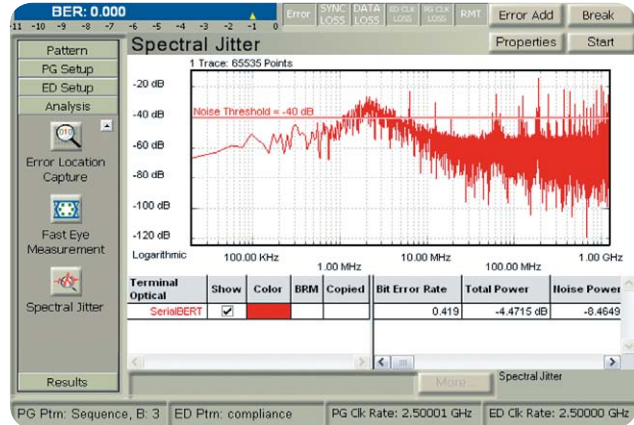 BER: 0.000
-11 -10 -9 -8 -7 -6 -5 -4 -3 -2 -1 0
Error
SYNC LOSS
DATA LOSS
ED CLK LOSS
PG CLK LOSS
RMT
Error Add
Break
Spectral Jitter
Properties
Start
Pattern
PG Setup
ED Setup
Analysis
Error Location Capture
Fast Eye Measurement
Spectral Jitter
Results
1 Trace: 65535 Points
-20 dB
-40 dB
Noise Threshold = -40 dB
-60 dB
-80 dB
-100 dB
-120 dB
Logarithmic
100.00 KHz
1.00 MHz
10.00 MHz
100.00 MHz
1.00 GHz
Terminal Optical
Show
Color
BRM
Copied
Bit Error Rate
Total Power
Noise Power
SerialBERT
0.419
-4.4715 dB
-8.4649
More...
Spectral Jitter
PG Ptrn: Sequence, B: 3
ED Ptrn: compliance
PG Clk Rate: 2.50001 GHz
ED Clk Rate: 2.50000 GHz